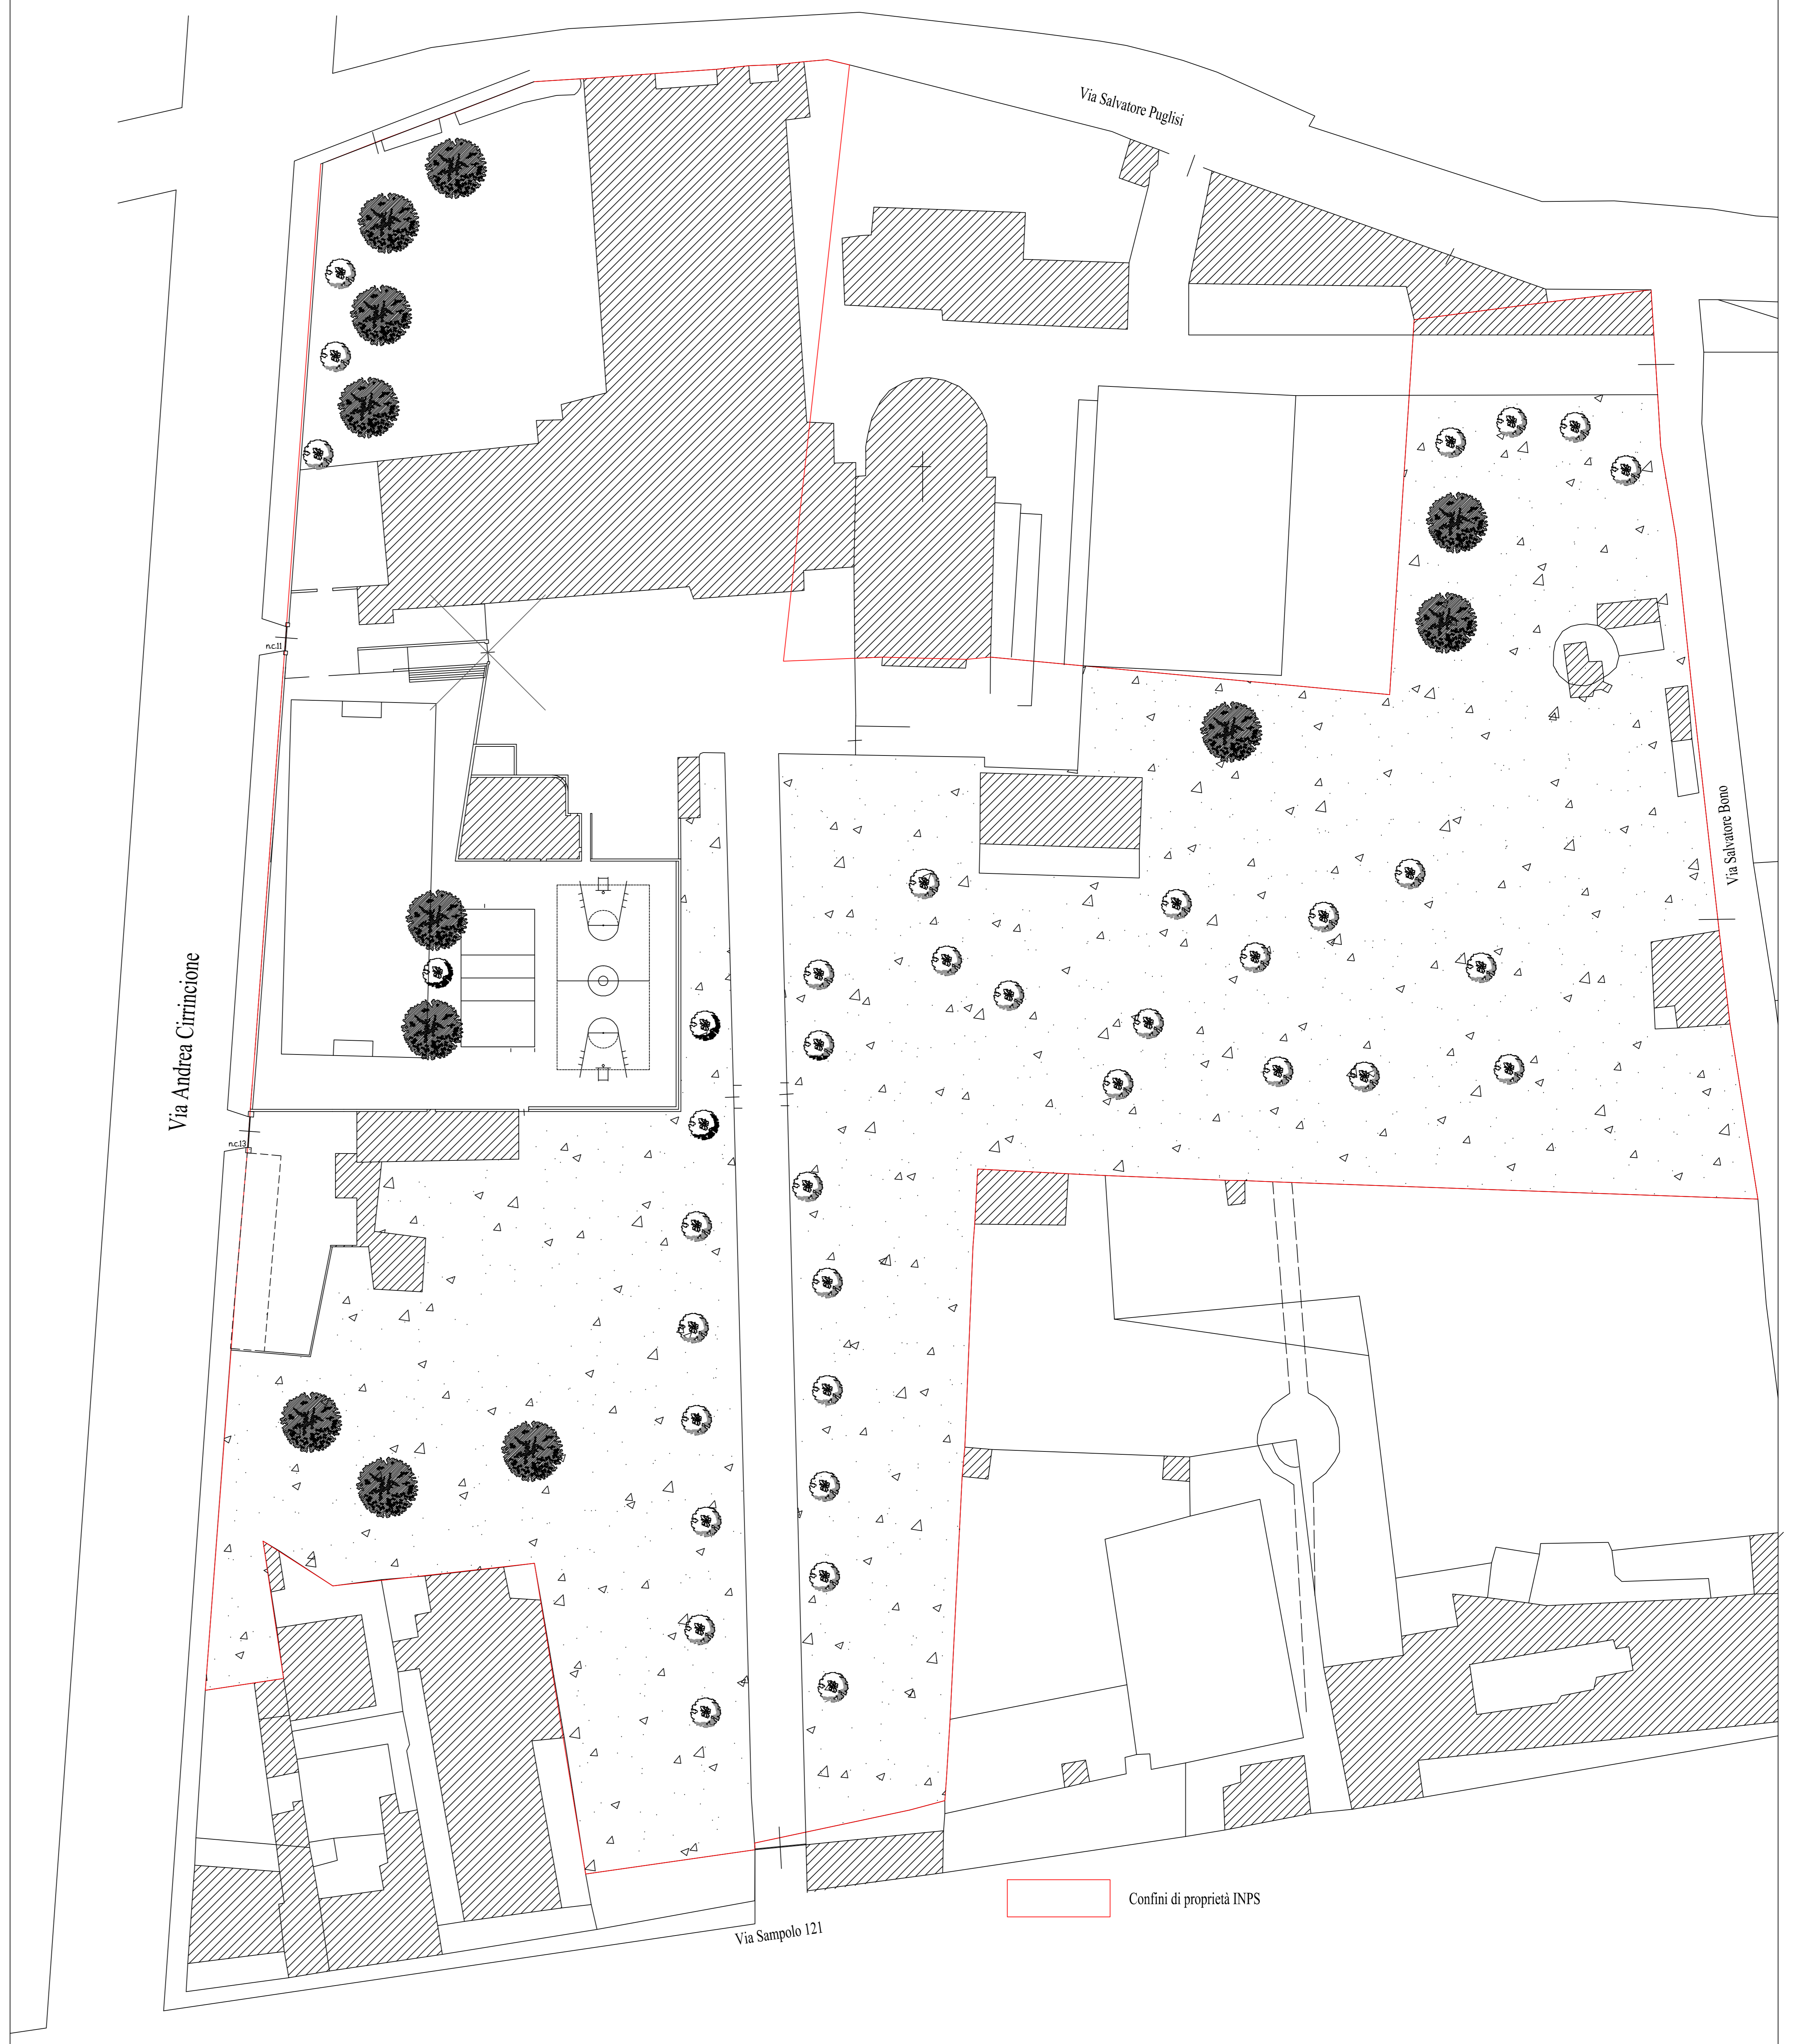 Via Salvatore Puglisi
n.c.11
Via Salvatore Bono
Via Andrea Cirrincione
n.c.13
Confini di proprietà INPS
Via Sampolo 121